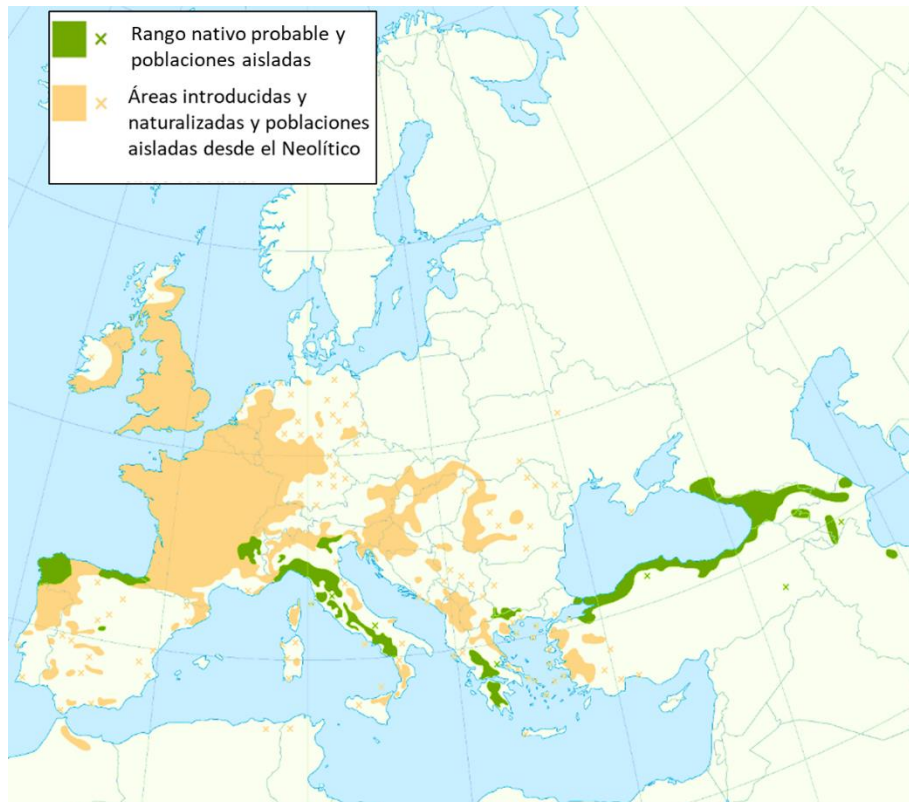 Rango nativo probable y
poblaciones aisladas
Áreas introducidas y
naturalizadas y poblaciones
aisladas desde el Neolítico